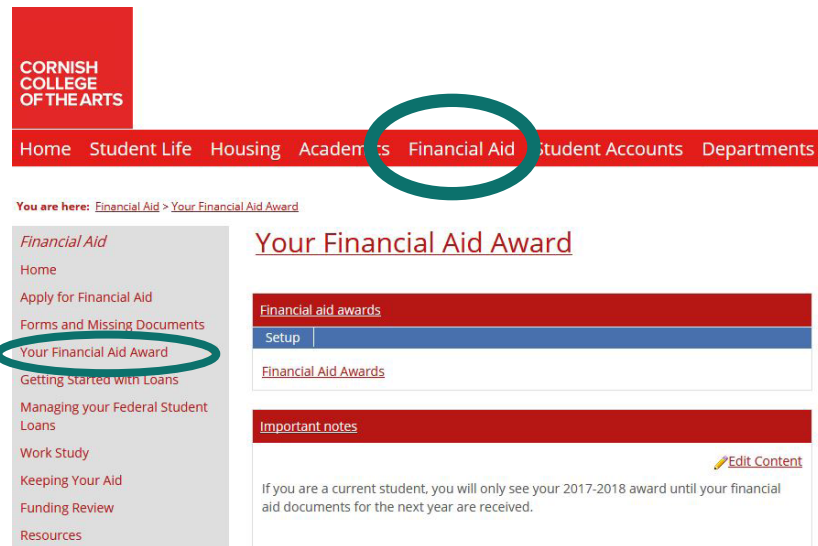 CORNISH
COLLEGE
OF THE ARTS
Home Student Life Housing Academics Financial Aid Student Accounts Departments
You are here: Financial Aid > Your Financial Aid Award
Financial Aid
Home
Apply for Financial Aid
Forms and Missing Documents
Your Financial Aid Award
Getting Started with Loans
Managing your Federal Student
Loans
Work Study
Keeping Your Aid
Funding Review
Resources
Your Financial Aid Award
Financial aid awards
Setup
Financial Aid Awards
Important notes
Edit Content
If you are a current student, you will only see your 2017-2018 award until your financial
aid documents for the next year are received.